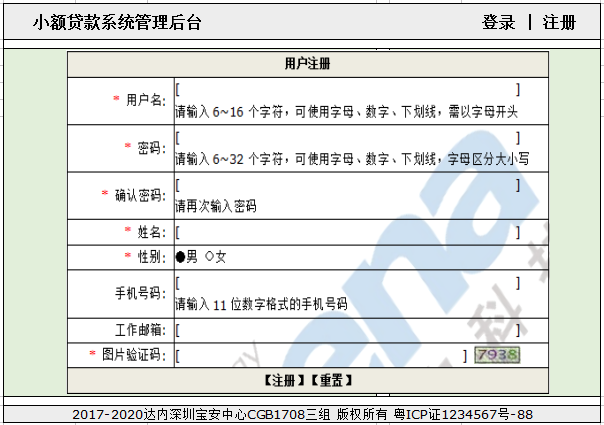 小额贷款系统管理后台 登录 | 注册
用户注册
* 用户名: [ ]
请输入 6~16 个字符，可使用字母、数字、下划线，需以字母开头
* 密码: [ ]
请输入 6~32 个字符，可使用字母、数字、下划线，字母区分大小写
* 确认密码: [ ]
请再次输入密码
* 姓名: [ ]
* 性别: ●男 ○女
手机号码: [ ]
请输入 11 位数字格式的手机号码
工作邮箱: [ ]
* 图片验证码: [ ] 7938
【注册】【重置】
2017-2020达内深圳宝安中心CGB1708三组 版权所有 粤ICP证1234567号-88